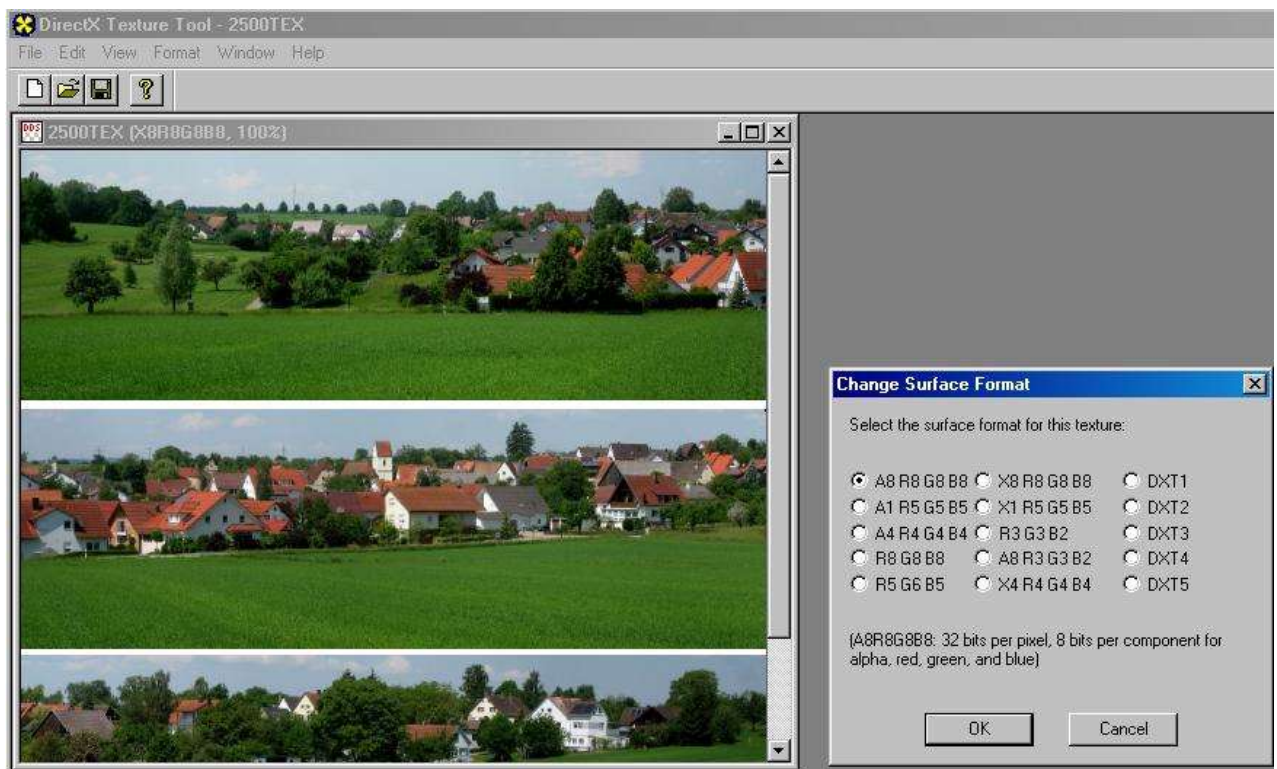 DirectX Texture Tool - 2500TEX
File Edit View Format Window Help
DDS
2500TEX (X8R8G8B8, 100%)
Change Surface Format
Select the surface format for this texture:
A8 R8 G8 B8 X8 R8 G8 B8 DXT1
A1 R5 G5 B5 X1 R5 G5 B5 DXT2
A4 R4 G4 B4 R3 G3 B2 DXT3
R8 G8 B8 A8 R3 G3 B2 DXT4
R5 G6 B5 X4 R4 G4 B4 DXT5
(A8R8G8B8: 32 bits per pixel, 8 bits per component for
alpha, red, green, and blue)
OK Cancel